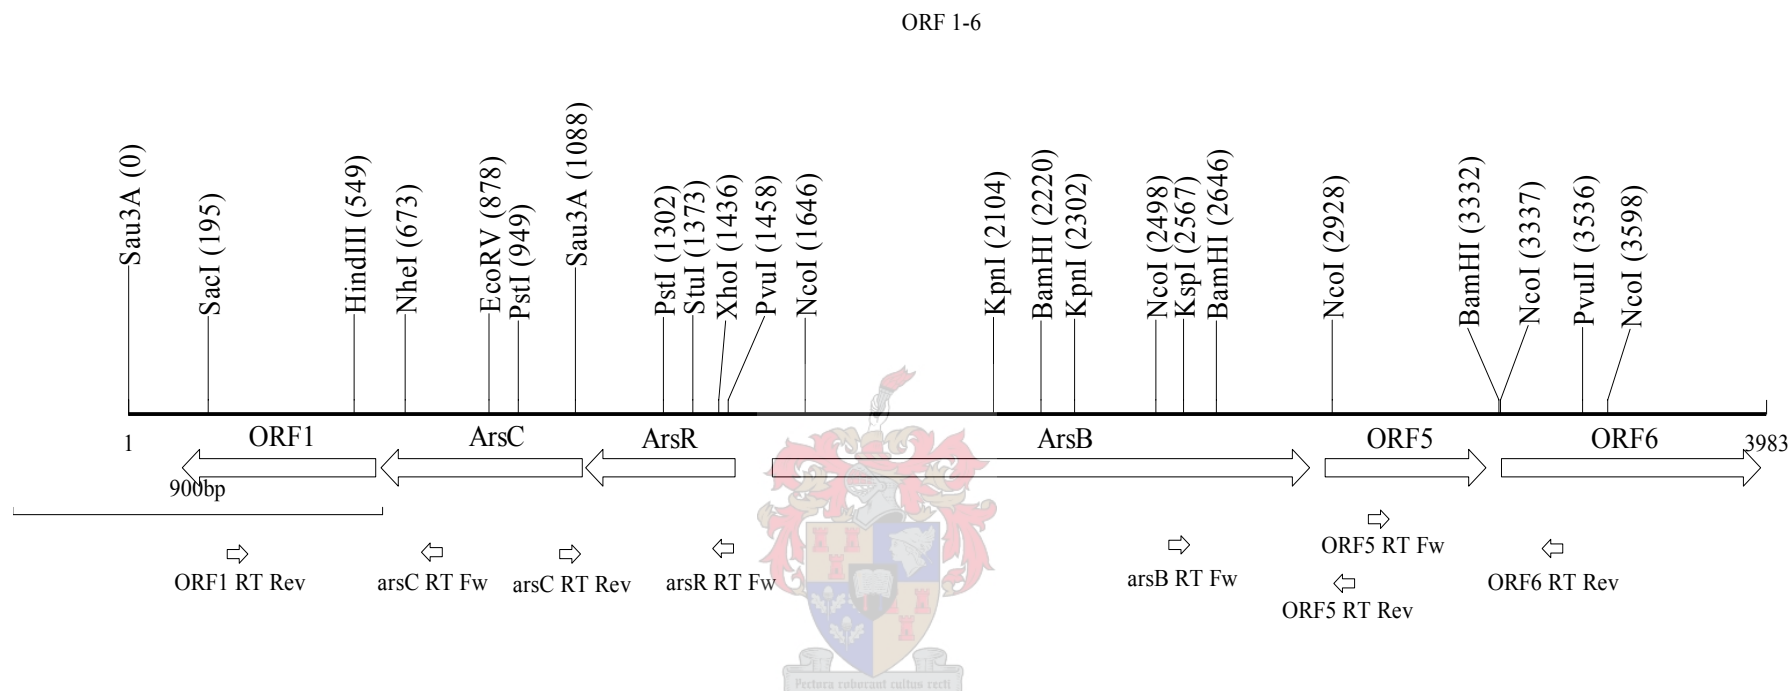 ORF 1-6
Sau3A (0)
SacI (195)
HindIII (549)
NheI (673)
EcoRV (878)
PstI (949)
Sau3A (1088)
PstI (1302)
StuI (1373)
XhoI (1436)
PvuI (1458)
NcoI (1646)
KpnI (2104)
BamHI (2220)
KpnI (2302)
NcoI (2498)
KspI (2567)
BamHI (2646)
NcoI (2928)
BamHI (3332)
NcoI (3337)
PvuII (3536)
NcoI (3598)
1 ORF1 ArsC ArsR ArsB ORF5 ORF6 3983
900bp
ORF1 RT Rev
arsC RT Fw
arsC RT Rev
arsR RT Fw
arsB RT Fw
ORF5 RT Fw
ORF5 RT Rev
ORF6 RT Rev
Pectora roborant cultus recti